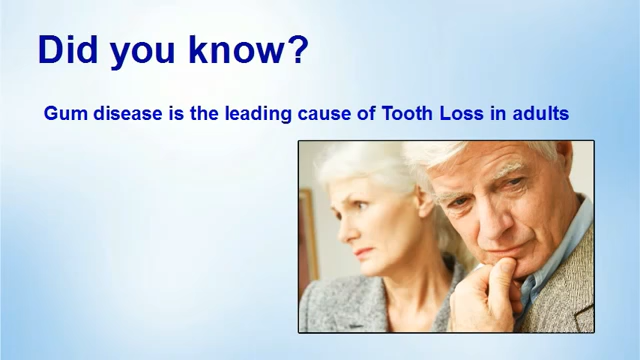 Did you know?
Gum disease is the leading cause of Tooth Loss in adults